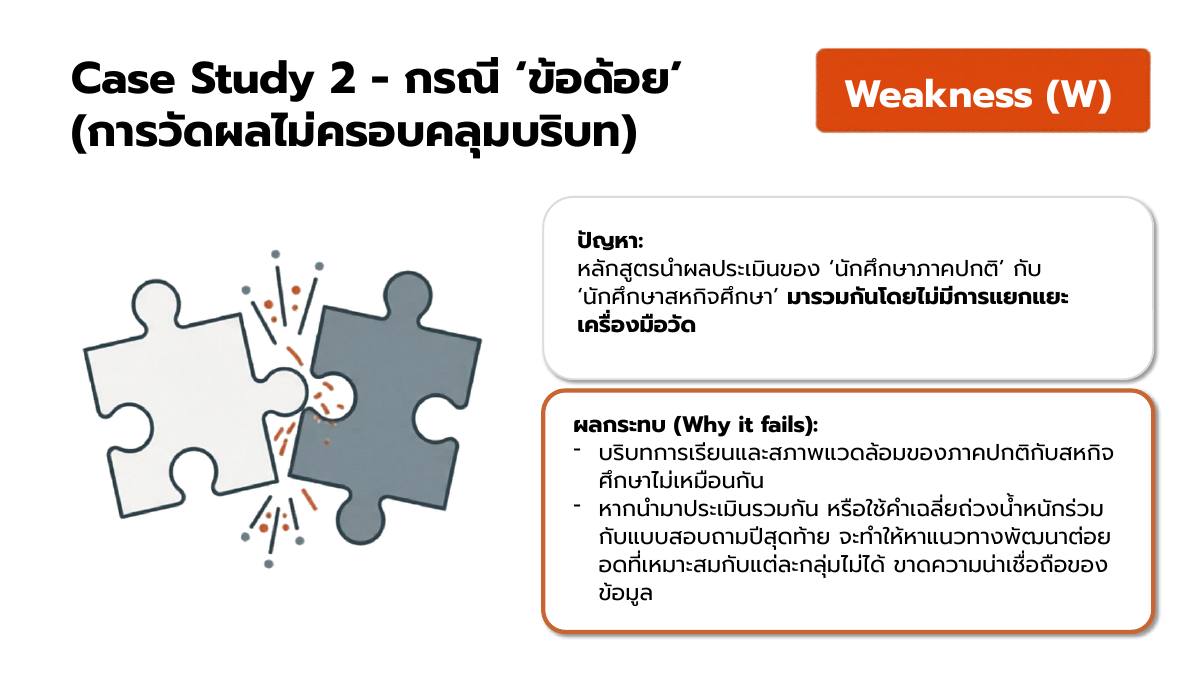 Case Study 2 - กรณี ‘ข้อด้อย’
(การวัดผลไม่ครอบคลุมบริบท)
Weakness (W)
ปัญหา:
หลักสูตรนำผลประเมินของ ‘นักศึกษาภาคปกติ’ กับ
‘นักศึกษาสหกิจศึกษา’ มารวมกันโดยไม่มีการแยกแยะ
เครื่องมือวัด
ผลกระทบ (Why it fails):
- บริบทการเรียนและสภาพแวดล้อมของภาคปกติกับสหกิจ
ศึกษาไม่เหมือนกัน
- หากนำมาประเมินรวมกัน หรือใช้ค่าเฉลี่ยถ่วงน้ำหนักร่วม
กับแบบสอบถามปีสุดท้าย จะทำให้หาแนวทางพัฒนาต่อย
อดที่เหมาะสมกับแต่ละกลุ่มไม่ได้ ขาดความน่าเชื่อถือของ
ข้อมูล